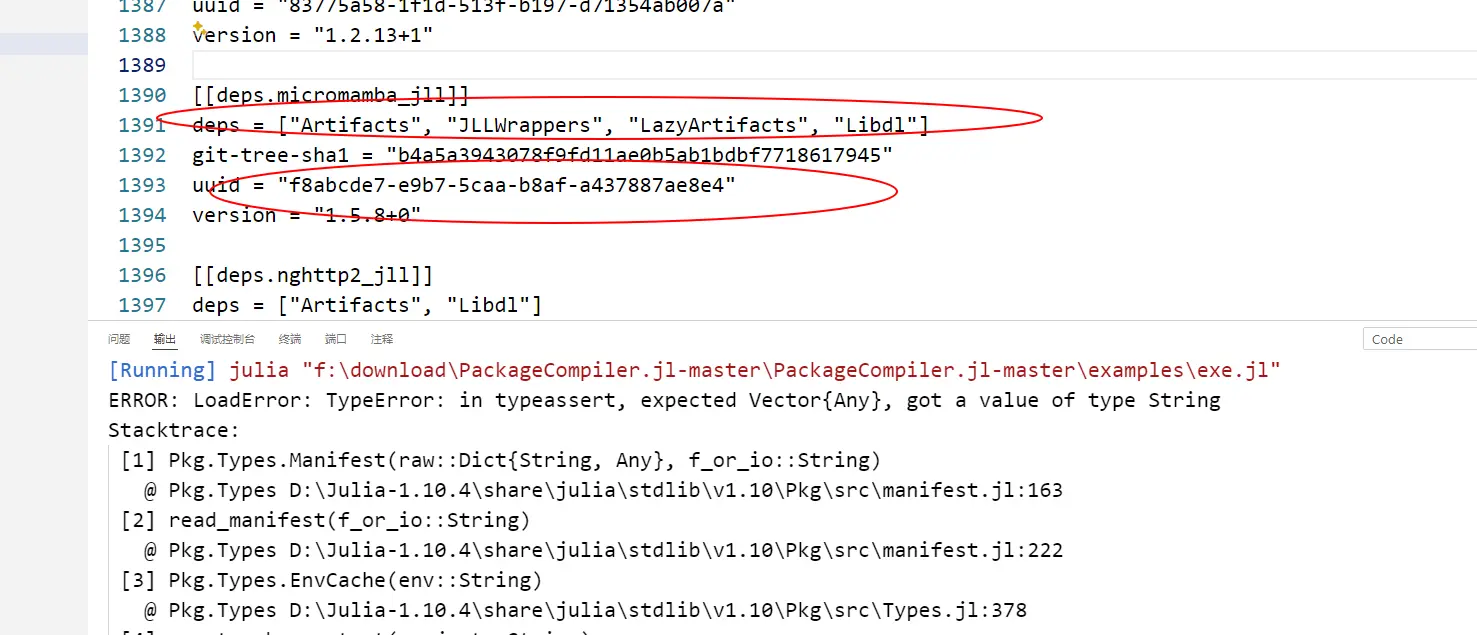 1387 uuid = "83775a58-1f1d-513f-b197-d71354ab007a"
1388 version = "1.2.13+1"
1389
1390 [[deps.micromamba_jll]]
1391 deps = ["Artifacts", "JLLWrappers", "LazyArtifacts", "Libdl"]
1392 git-tree-sha1 = "b4a5a3943078f9fd11ae0b5ab1bdbf7718617945"
1393 uuid = "f8abcde7-e9b7-5caa-b8af-a437887ae8e4"
1394 version = "1.5.8+0"
1395
1396 [[deps.nghttp2_jll]]
1397 deps = ["Artifacts", "Libdl"]
问题 输出 调试控制台 终端 端口 注释
Code
[Running] julia "f:\download\PackageCompiler.jl-master\PackageCompiler.jl-master\examples\exe.jl"
ERROR: LoadError: TypeError: in typeassert, expected Vector{Any}, got a value of type String
Stacktrace:
[1] Pkg.Types.Manifest(raw::Dict{String, Any}, f_or_io::String)
@ Pkg.Types D:\Julia-1.10.4\share\julia\stdlib\v1.10\Pkg\src\manifest.jl:163
[2] read_manifest(f_or_io::String)
@ Pkg.Types D:\Julia-1.10.4\share\julia\stdlib\v1.10\Pkg\src\manifest.jl:222
[3] Pkg.Types.EnvCache(env::String)
@ Pkg.Types D:\Julia-1.10.4\share\julia\stdlib\v1.10\Pkg\src\Types.jl:378